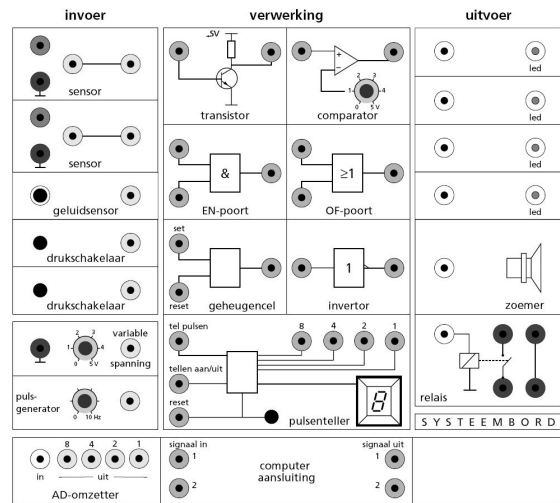 invoer
verwerking
uitvoer
sensor
sensor
geluidsensor
drukschakelaar
drukschakelaar
0
1
2
3
4
5 V
variable
spanning
puls-
generator
0 10 Hz
5V
transistor
+
−
0
1
2
3
4
5 V
comparator
&
EN-poort
≥1
OF-poort
set
reset
geheugencel
1
invertor
tel pulsen
8 4 2 1
tellen aan/uit
reset
8
pulsenteller
led
led
led
led
zoemer
relais
SYSTEEMBORD
8 4 2 1
in uit
AD-omzetter
signaal in
1
2
computer
aansluiting
signaal uit
1
2